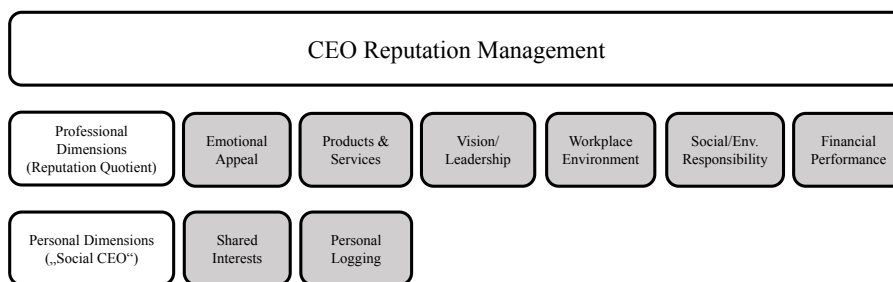 CEO Reputation Management
Professional
Dimensions
(Reputation Quotient)
Emotional
Appeal
Products &
Services
Vision/
Leadership
Workplace
Environment
Social/Env.
Responsibility
Financial
Performance
Personal Dimensions
(„Social CEO“)
Shared
Interests
Personal
Logging